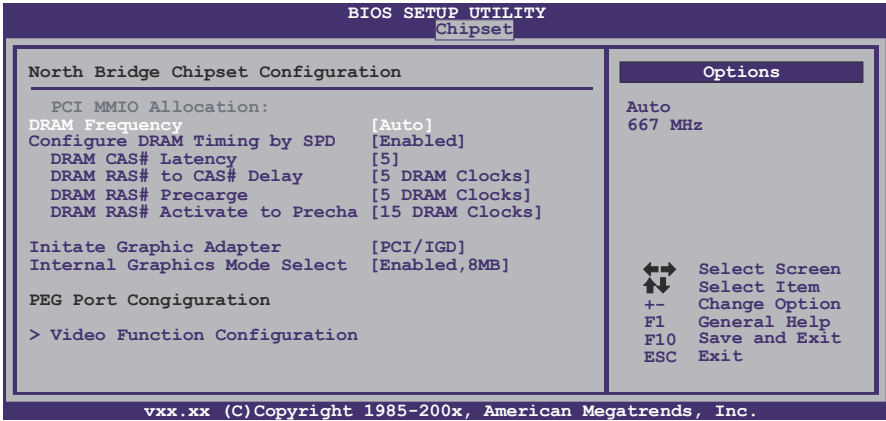 BIOS SETUP UTILITY
Chipset
North Bridge Chipset Configuration
PCI MMIO Allocation:
DRAM Frequency [Auto]
Configure DRAM Timing by SPD [Enabled]
DRAM CAS# Latency [5]
DRAM RAS# to CAS# Delay [5 DRAM Clocks]
DRAM RAS# Precarge [5 DRAM Clocks]
DRAM RAS# Activate to Precha [15 DRAM Clocks]
Initate Graphic Adapter [PCI/IGD]
Internal Graphics Mode Select [Enabled,8MB]
PEG Port Congiguration
> Video Function Configuration
Options
Auto
667 MHz
Select Screen
Select Item
+- Change Option
F1 General Help
F10 Save and Exit
ESC Exit
vxx.xx (C)Copyright 1985-200x, American Megatrends, Inc.